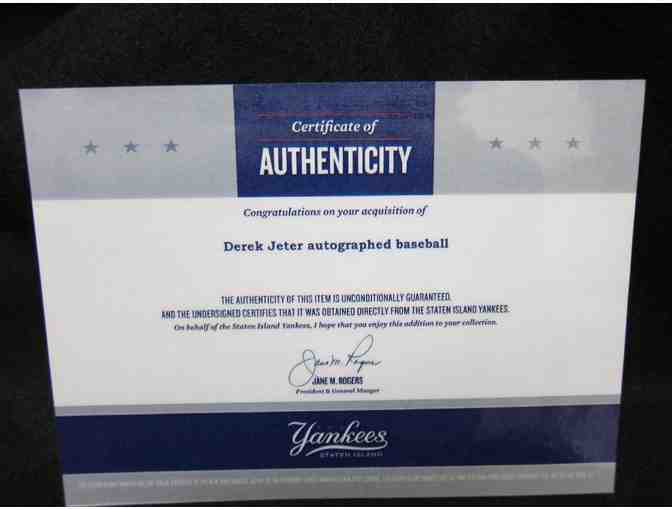 Certificate of
AUTHENTICITY
Congratulations on your acquisition of
Derek Jeter autographed baseball
THE AUTHENTICITY OF THIS ITEM IS UNCONDITIONALLY GUARANTEED,
AND THE UNDERSIGNED CERTIFIES THAT IT WAS OBTAINED DIRECTLY FROM THE STATEN ISLAND YANKEES.
On behalf of the Staten Island Yankees, I hope that you enjoy this addition to your collection.
Jane M. Rogers
JANE M. ROGERS
President & General Manger
Yankees
STATEN ISLAND